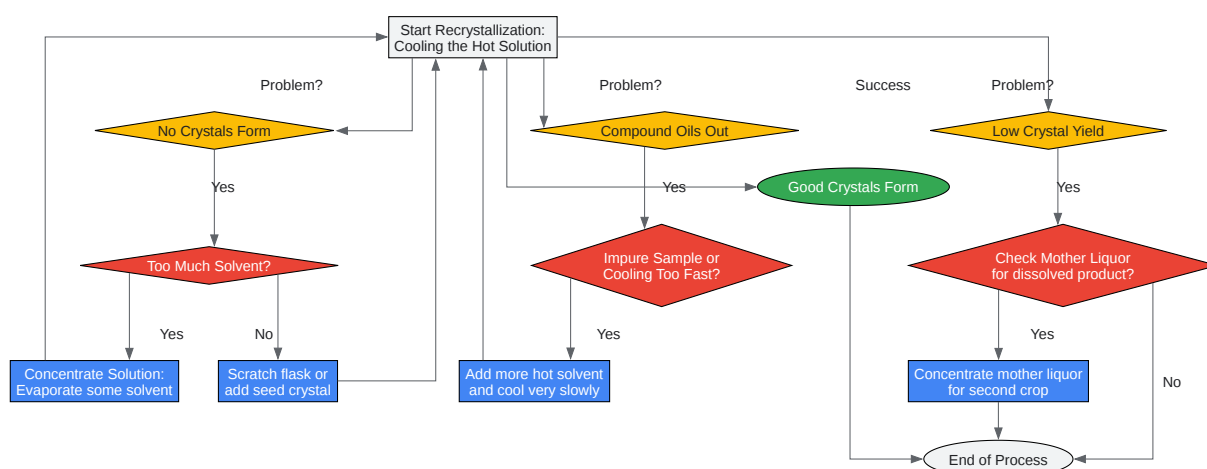 Start Recrystallization:
Cooling the Hot Solution
Problem?
Problem?
Success
Problem?
No Crystals Form
Compound Oils Out
Low Crystal Yield
Yes
Yes
Good Crystals Form
Yes
Too Much Solvent?
Impure Sample or
Cooling Too Fast?
Check Mother Liquor
for dissolved product?
Yes
No
Yes
Yes
Concentrate Solution:
Evaporate some solvent
Scratch flask or
add seed crystal
Add more hot solvent
and cool very slowly
Concentrate mother liquor
for second crop
No
End of Process